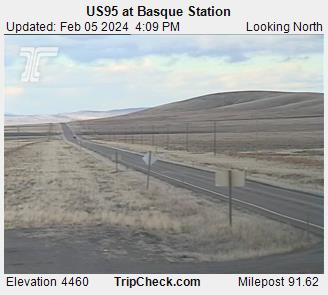 US95 at Basque Station
Updated: Feb 05 2024 4:09 PM Looking North
Elevation 4460 TripCheck.com Milepost 91.62